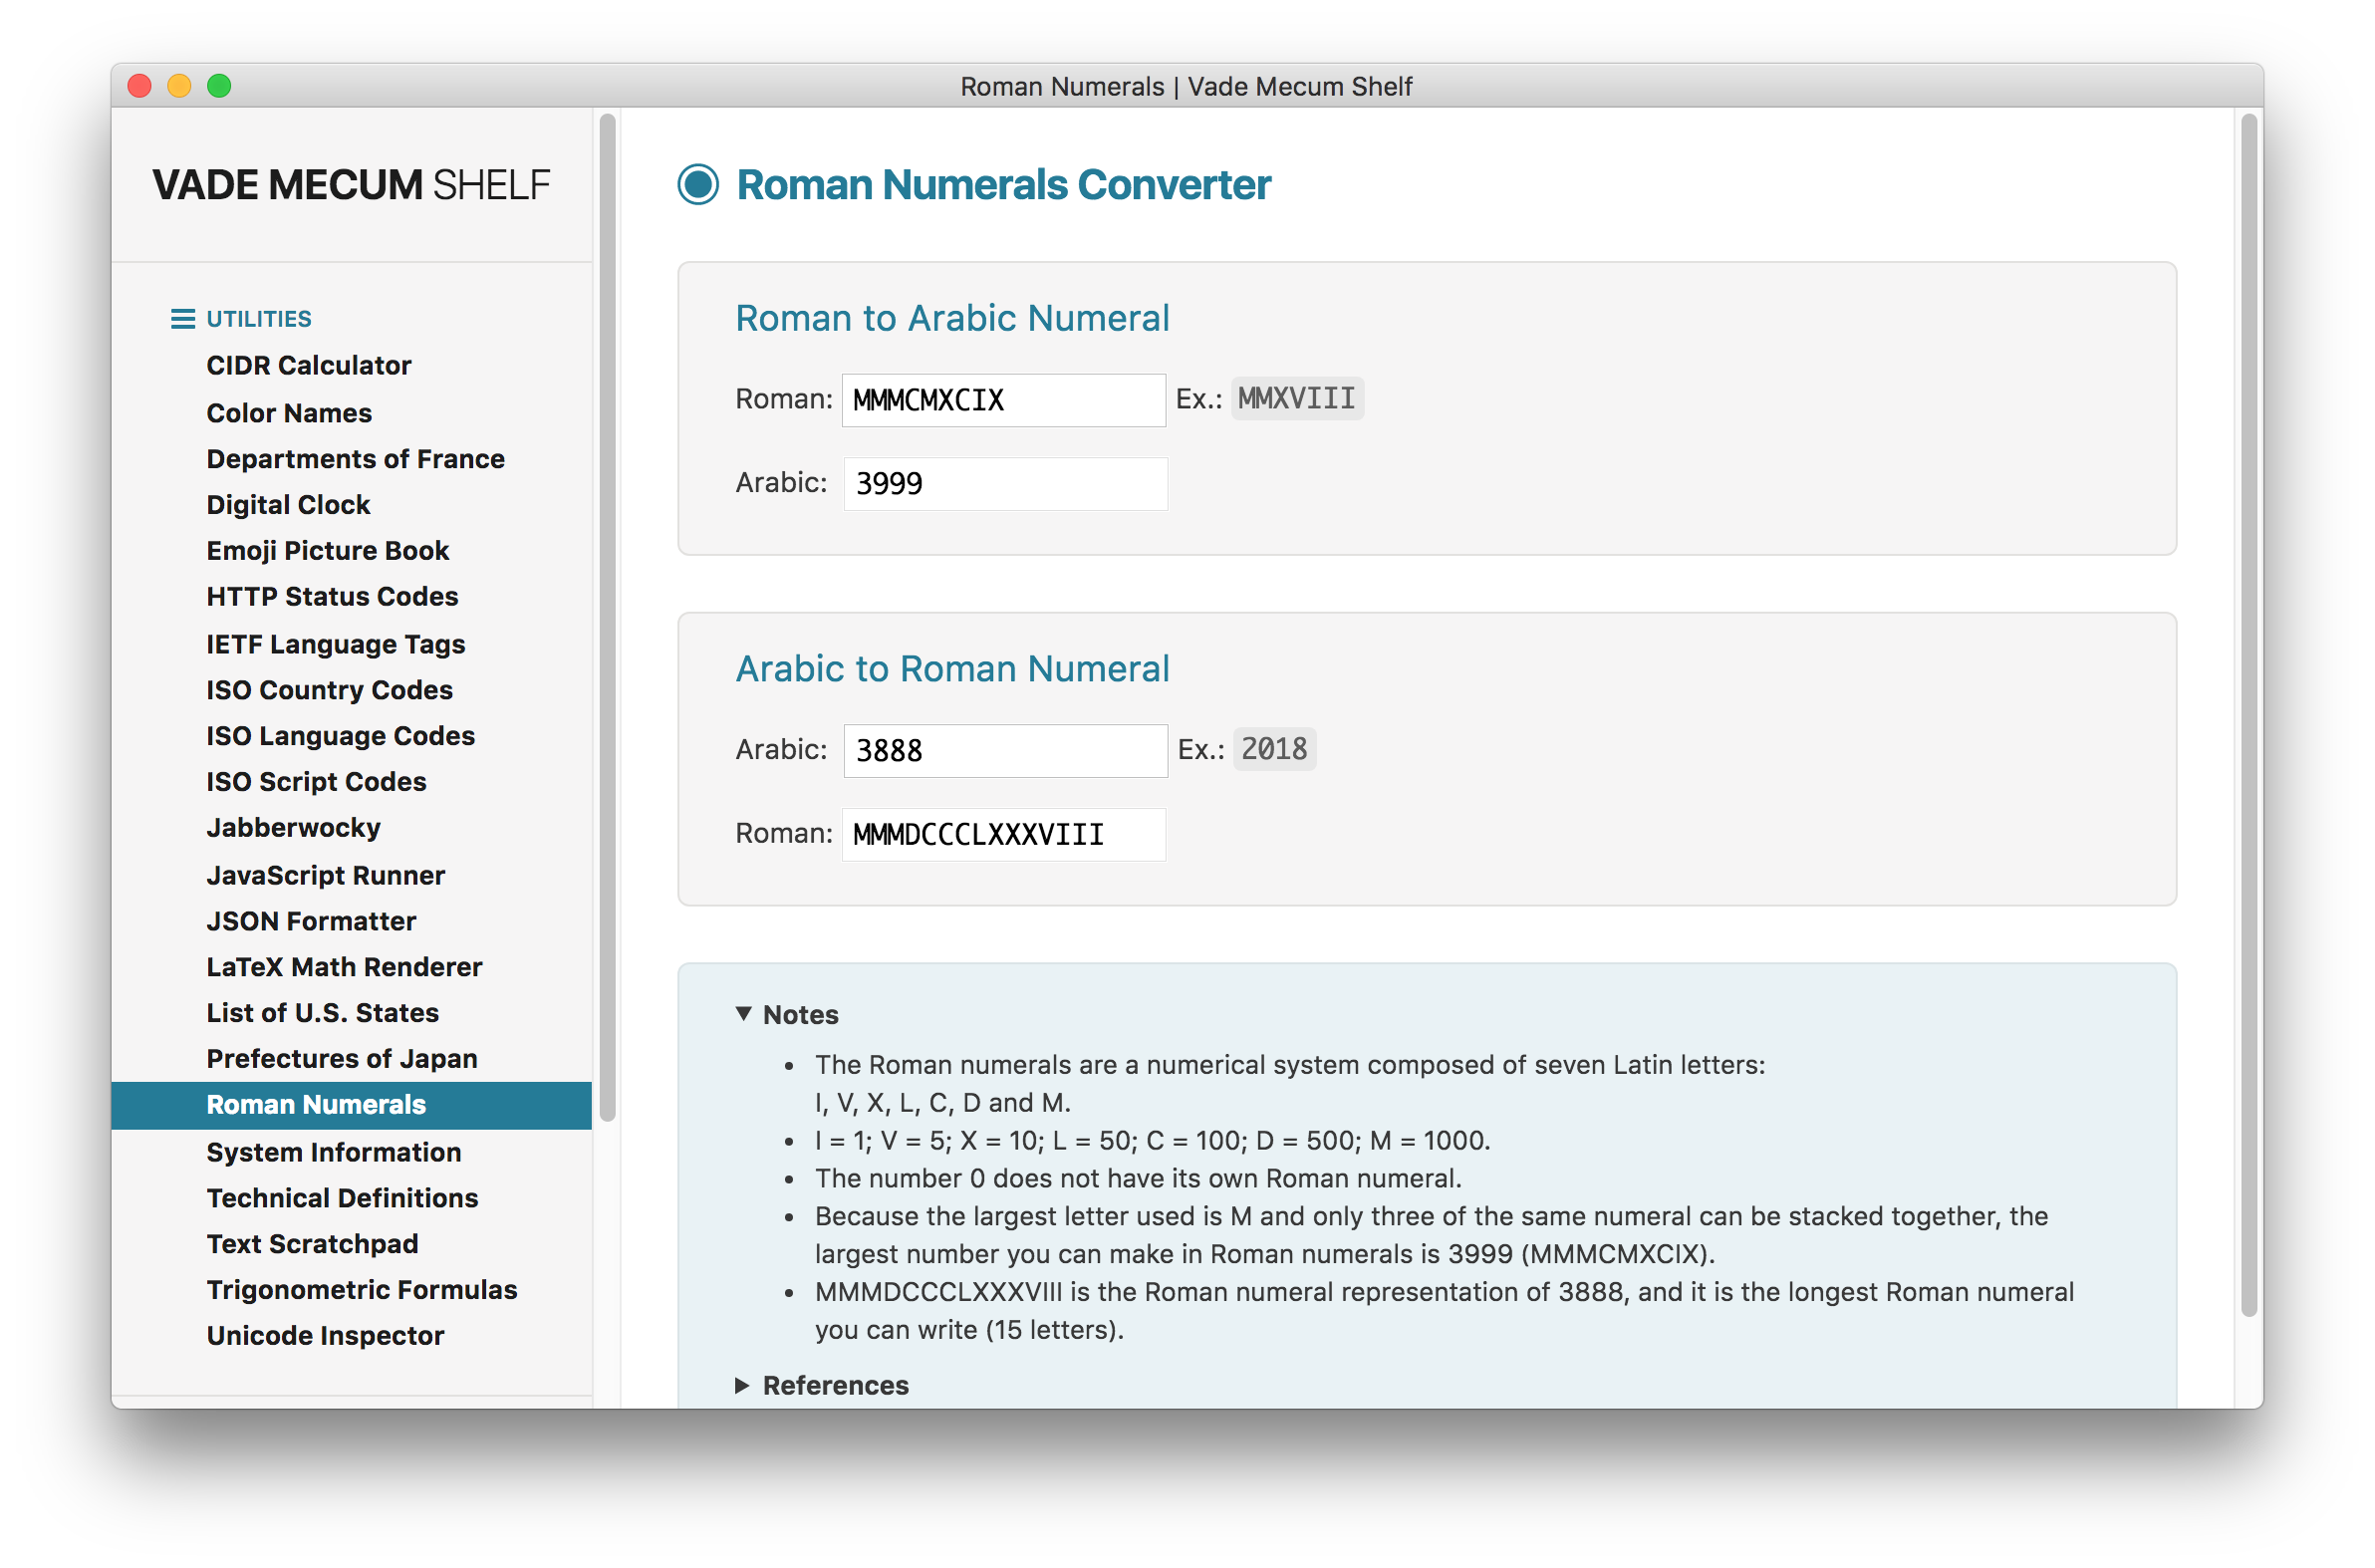 Roman Numerals | Vade Mecum Shelf
VADE MECUM SHELF
UTILITIES
CIDR Calculator
Color Names
Departments of France
Digital Clock
Emoji Picture Book
HTTP Status Codes
IETF Language Tags
ISO Country Codes
ISO Language Codes
ISO Script Codes
Jabberwocky
JavaScript Runner
JSON Formatter
LaTeX Math Renderer
List of U.S. States
Prefectures of Japan
Roman Numerals
System Information
Technical Definitions
Text Scratchpad
Trigonometric Formulas
Unicode Inspector
Roman Numerals Converter
Roman to Arabic Numeral
Roman: MMMCMXCIX Ex.: MMXVIII
Arabic: 3999
Arabic to Roman Numeral
Arabic: 3888 Ex.: 2018
Roman: MMMDCCCLXXXVIII
▼ Notes
• The Roman numerals are a numerical system composed of seven Latin letters:
I, V, X, L, C, D and M.
• I = 1; V = 5; X = 10; L = 50; C = 100; D = 500; M = 1000.
• The number 0 does not have its own Roman numeral.
• Because the largest letter used is M and only three of the same numeral can be stacked together, the
largest number you can make in Roman numerals is 3999 (MMMCMXCIX).
• MMMDCCCLXXXVIII is the Roman numeral representation of 3888, and it is the longest Roman numeral
you can write (15 letters).
▶ References